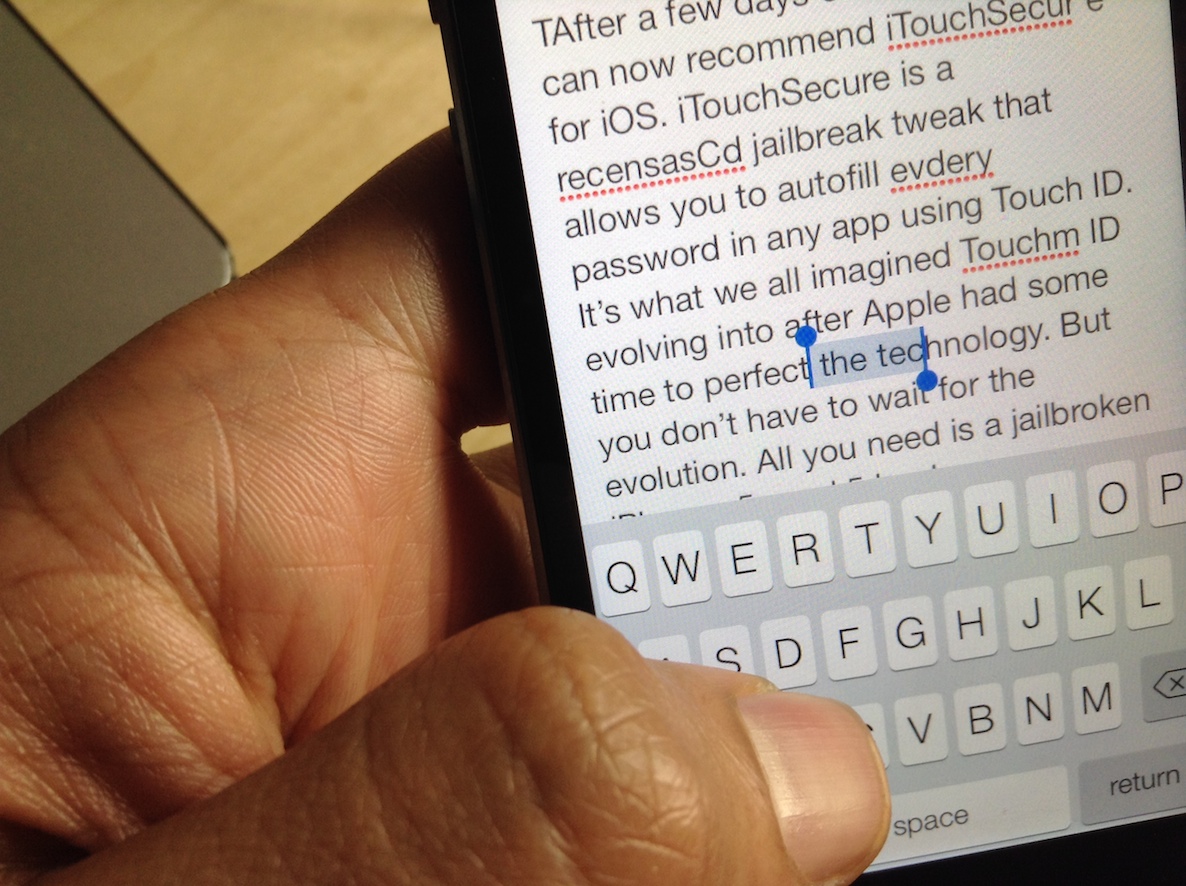 TAfter a few days
can now recommend iTouchSecur e
for iOS. iTouchSecure is a
recensasCd jailbreak tweak that
allows you to autofill evdery
password in any app using Touch ID.
It’s what we all imagined Touchm ID
evolving into after Apple had some
time to perfect the technology. But
you don’t have to wait for the
evolution. All you need is a jailbroken
Q W E R T Y U I O P
S D F G H J K L
V B N M
space return